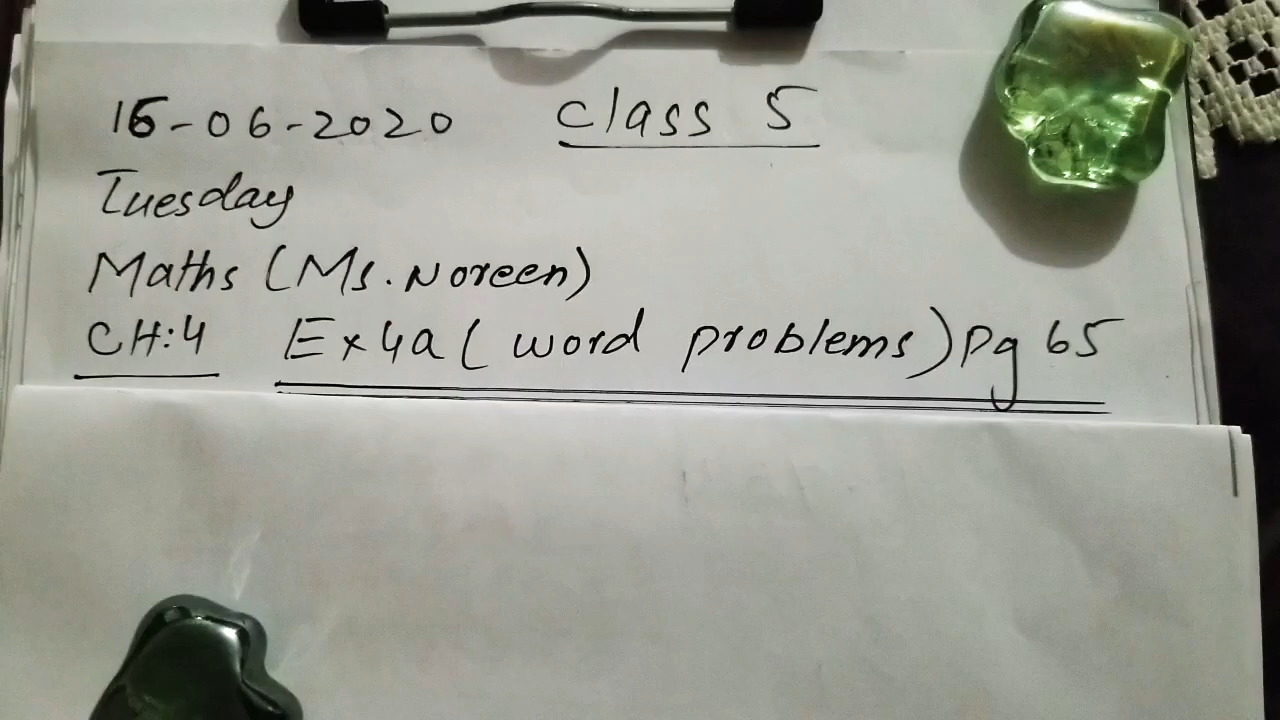 16-06-2020 Class 5
Tuesday
Maths (Ms. Noreen)
CH:4 Ex4a (word problems) Pg 65